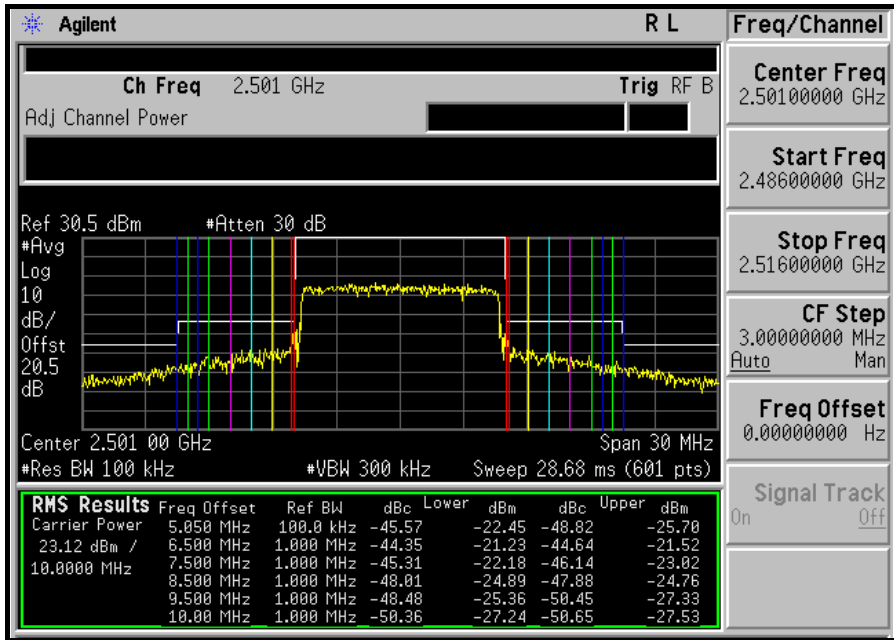 Agilent R L Freq/Channel
Ch Freq 2.501 GHz Trig RF B
Adj Channel Power
Center Freq
2.50100000 GHz
Start Freq
2.48600000 GHz
Stop Freq
2.51600000 GHz
CF Step
3.00000000 MHz
Auto Man
Freq Offset
0.00000000 Hz
Signal Track
On Off
Ref 30.5 dBm #Atten 30 dB
#Avg
Log
10
dB/
Offst
20.5
dB
Center 2.501 00 GHz Span 30 MHz
#Res BW 100 kHz #VBW 300 kHz Sweep 28.68 ms (601 pts)
RMS Results Freq Offset Ref BW dBc Lower dBm dBc Upper dBm
Carrier Power 5.050 MHz 100.0 kHz -45.57 -22.45 -48.82 -25.70
23.12 dBm / 6.500 MHz 1.000 MHz -44.35 -21.23 -44.64 -21.52
10.0000 MHz 7.500 MHz 1.000 MHz -45.31 -22.18 -46.14 -23.02
8.500 MHz 1.000 MHz -48.01 -24.89 -47.88 -24.76
9.500 MHz 1.000 MHz -48.48 -25.36 -50.45 -27.33
10.00 MHz 1.000 MHz -50.36 -27.24 -50.65 -27.53